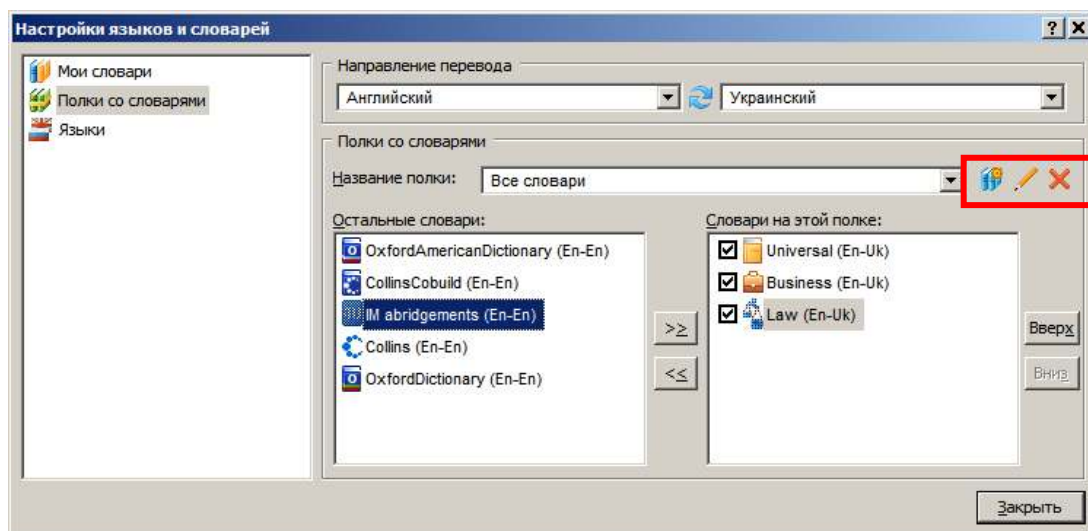 Настройки языков и словарей
Мои словари
Полки со словарями
Языки
Направление перевода
Английский
Украинский
Полки со словарями
Название полки:
Все словари
Остальные словари:
OxfordAmericanDictionary (En-En)
CollinsCobuild (En-En)
IM abridgements (En-En)
Collins (En-En)
OxfordDictionary (En-En)
>>
<<
Словари на этой полке:
Universal (En-Uk)
Business (En-Uk)
Law (En-Uk)
Вверх
Вниз
Закрыть